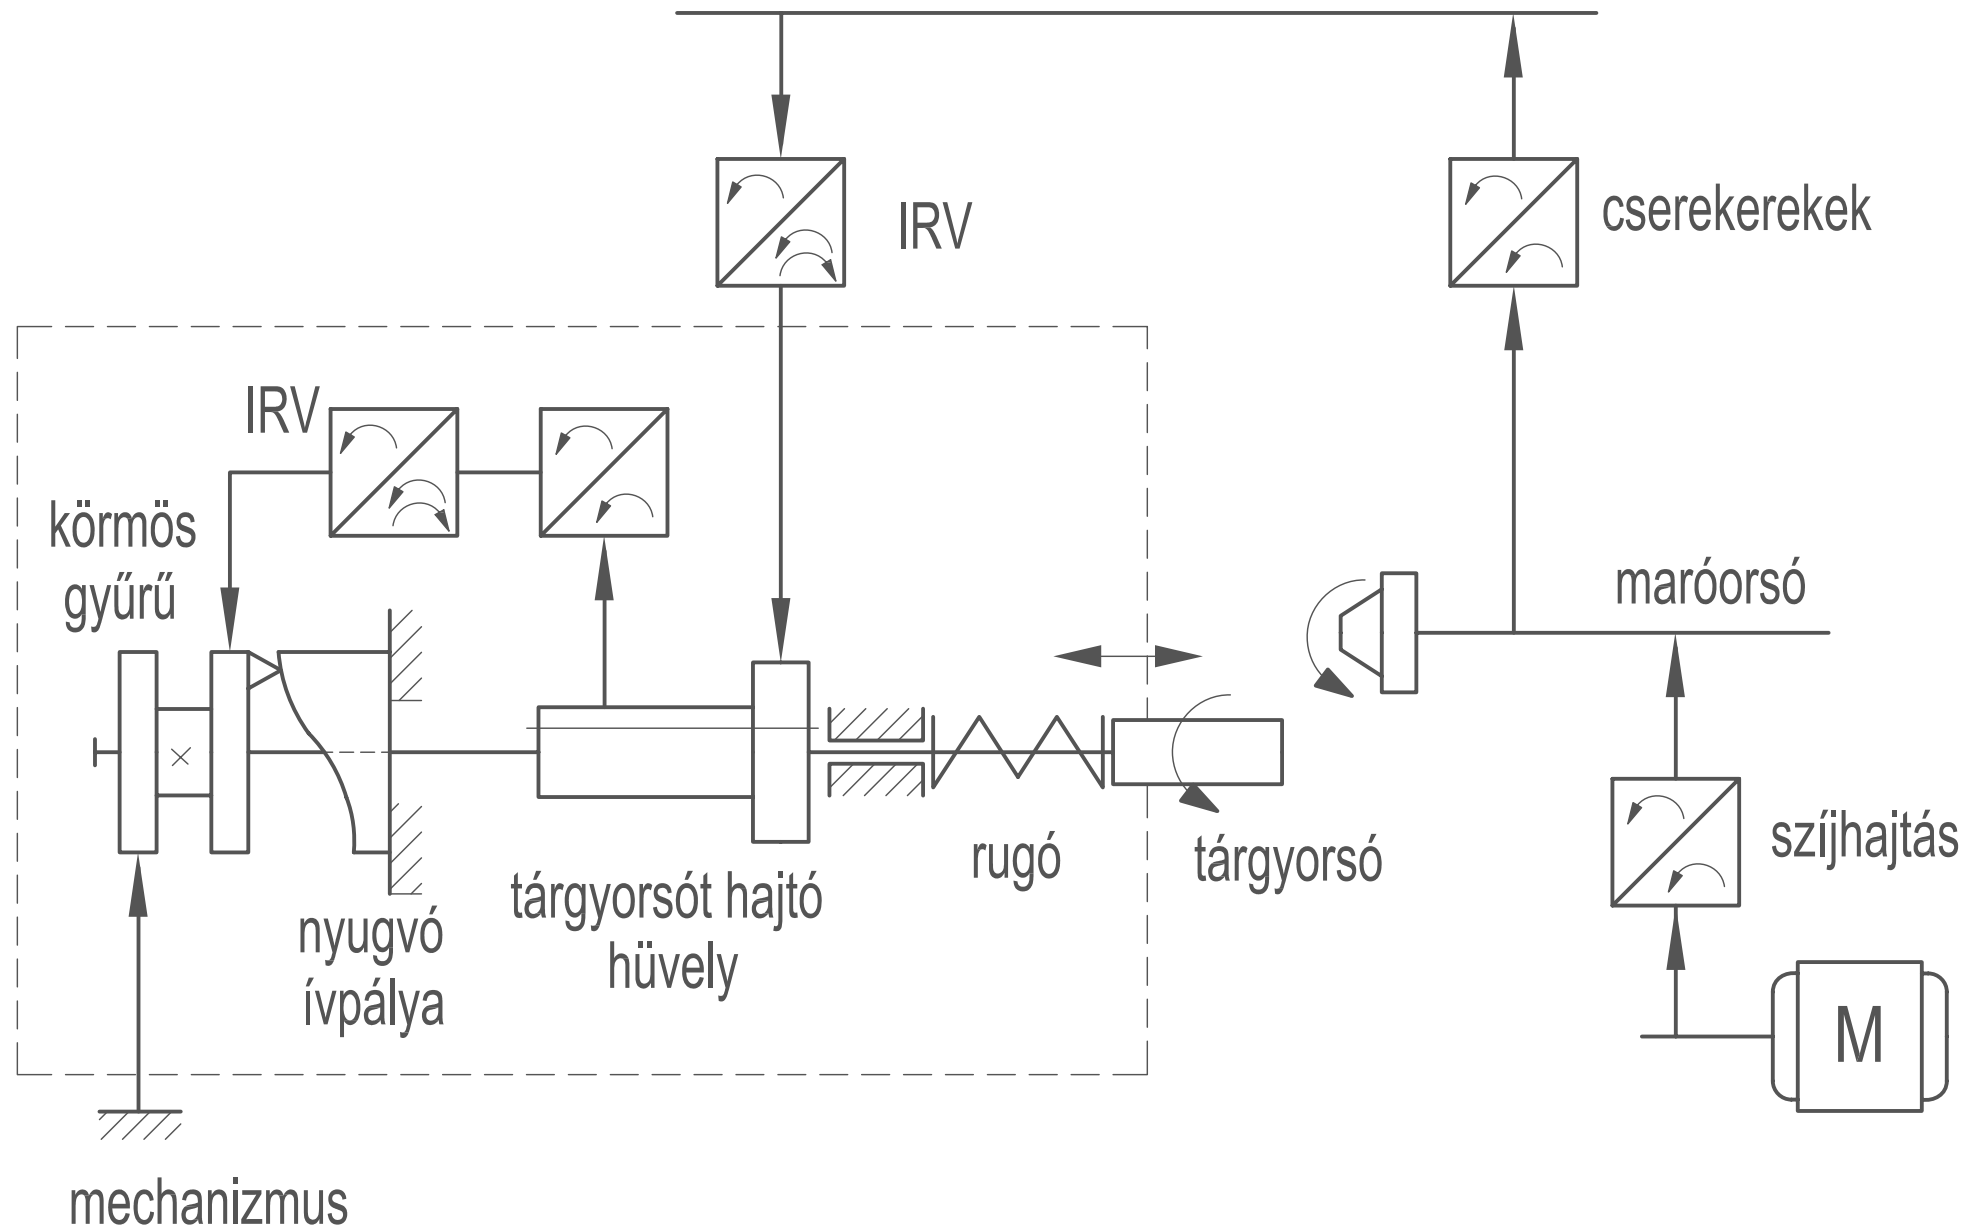 IRV
cserekerekek
IRV
körmös
gyűrű
maróorsó
rugó
tárgyorsó
szíjhajtás
tárgyorsót hajtó
hüvely
nyugvó
ívpálya
M
mechanizmus